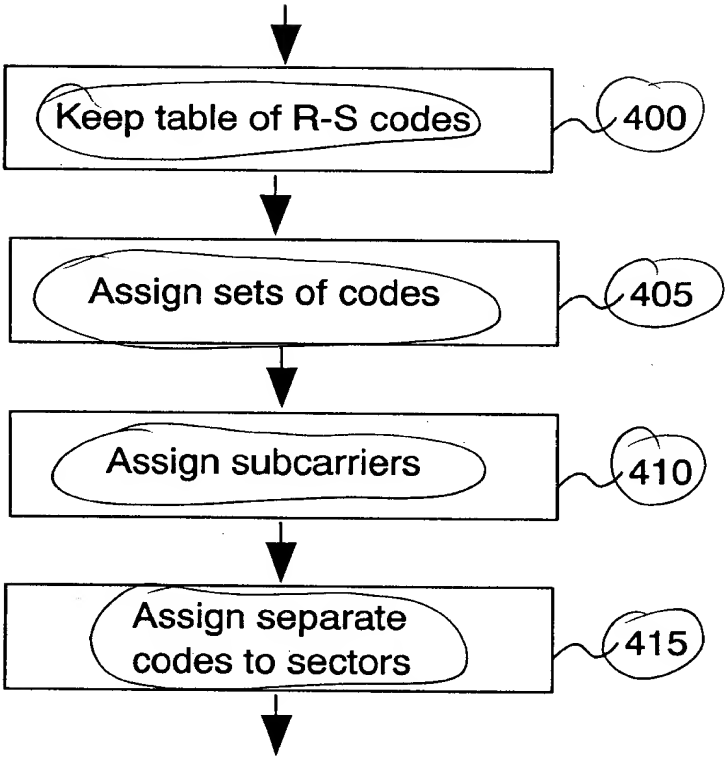 Keep table of R-S codes
400
Assign sets of codes
405
Assign subcarriers
410
Assign separate
codes to sectors
415